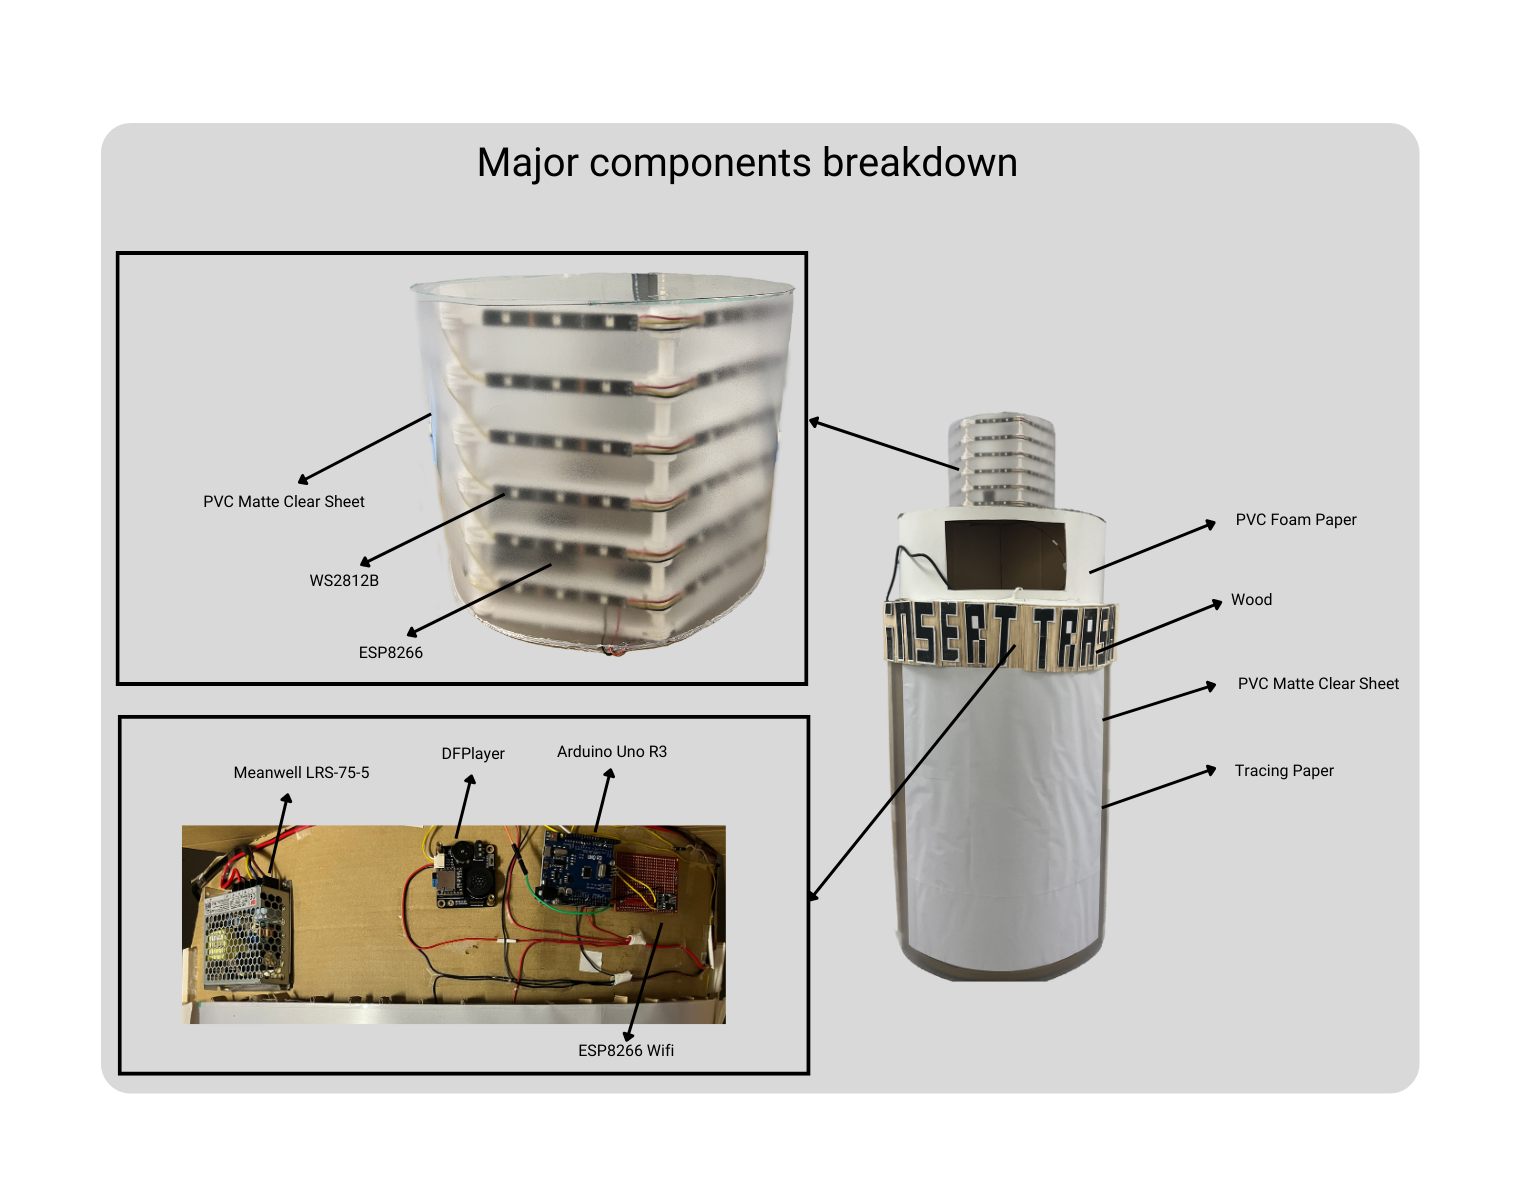 Major components breakdown
PVC Matte Clear Sheet
WS2812B
ESP8266
PVC Foam Paper
Wood
PVC Matte Clear Sheet
Tracing Paper
INSERT TRASH
Meanwell LRS-75-5
DFPlayer
Arduino Uno R3
ESP8266 Wifi